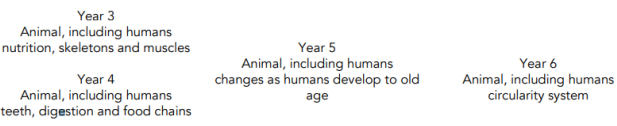 Year 3
Animal, including humans
nutrition, skeletons and muscles
Year 4
Animal, including humans
teeth, digestion and food chains
Year 5
Animal, including humans
changes as humans develop to old
age
Year 6
Animal, including humans
circularity system